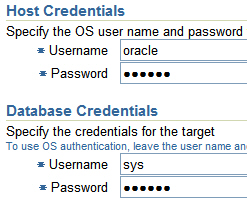 Host Credentials
Specify the OS user name and password
* Username oracle
* Password ••••••
Database Credentials
Specify the credentials for the target
To use OS authentication, leave the user name an
* Username sys
* Password ••••••